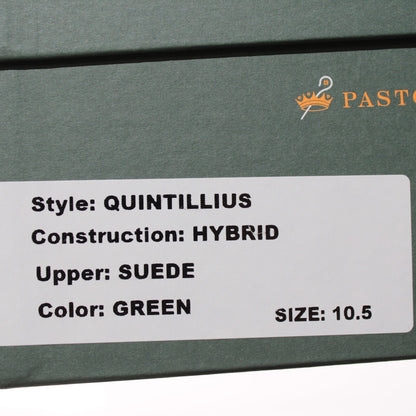 PASTO
Style: QUINTILLIUS
Construction: HYBRID
Upper: SUEDE
Color: GREEN
SIZE: 10.5